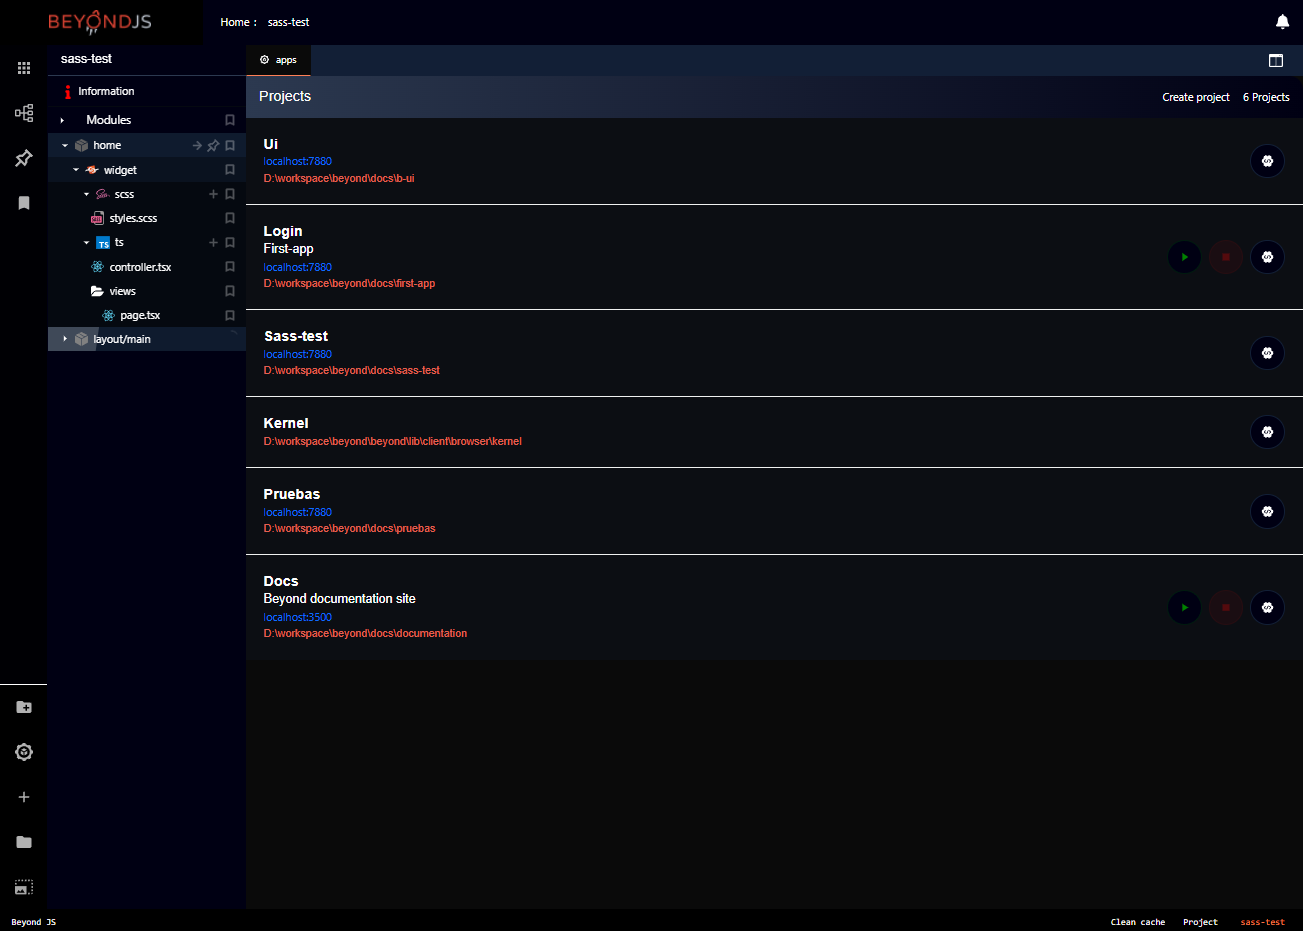 BEYONDJS
Home : sass-test
sass-test
Information
Modules
home
widget
scss
styles.scss
TS ts
controller.tsx
views
page.tsx
layout/main
apps
Projects
Create project 6 Projects
Ui
localhost:7880
D:\workspace\beyond\docs\b-ui
Login
First-app
localhost:7880
D:\workspace\beyond\docs\first-app
Sass-test
localhost:7880
D:\workspace\beyond\docs\sass-test
Kernel
D:\workspace\beyond\beyond\lib\client\browser\kernel
Pruebas
localhost:7880
D:\workspace\beyond\docs\pruebas
Docs
Beyond documentation site
localhost:3500
D:\workspace\beyond\docs\documentation
Beyond JS
Clean cache Project sass-test